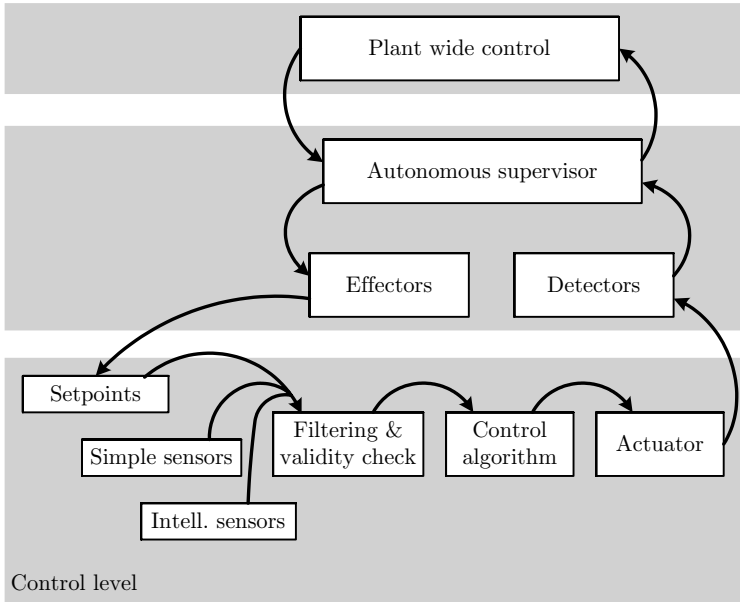 Plant wide control
Autonomous supervisor
Effectors
Detectors
Setpoints
Simple sensors
Intell. sensors
Filtering &
validity check
Control
algorithm
Actuator
Control level